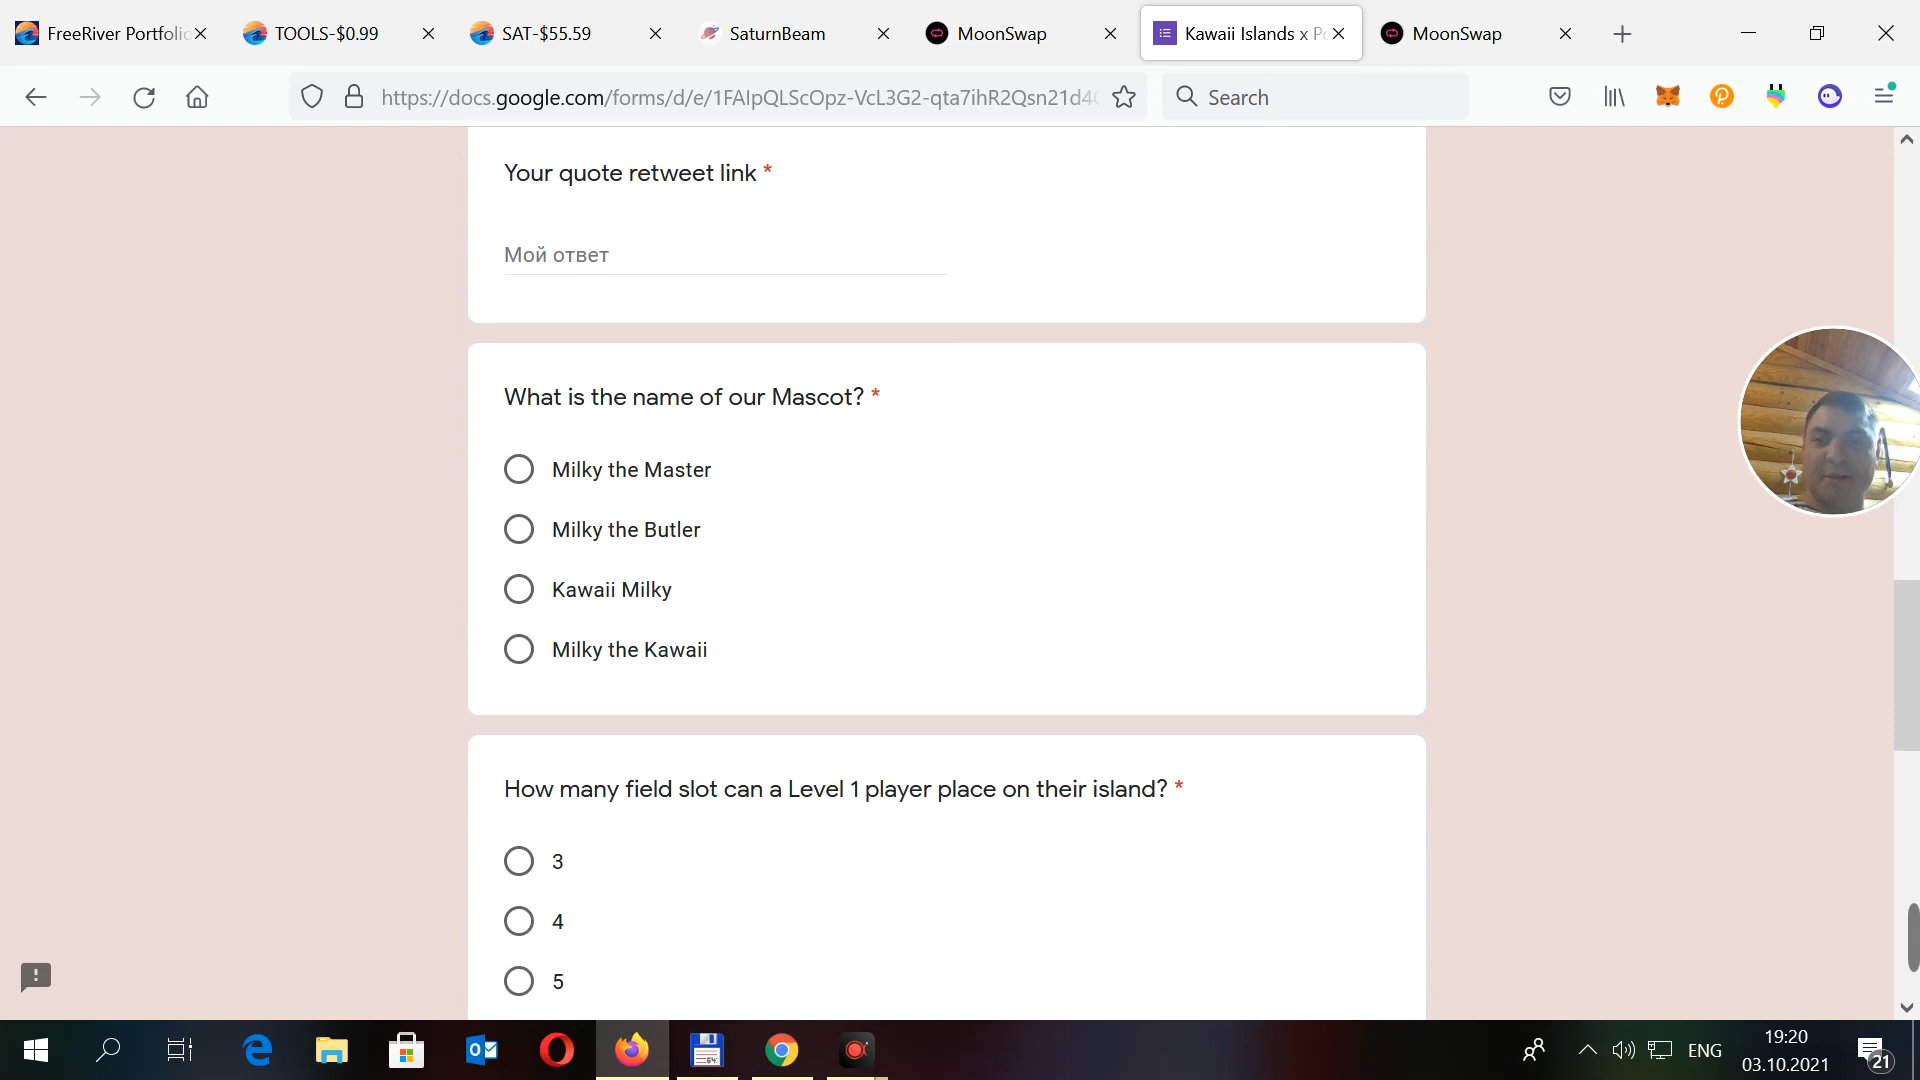 FreeRiver Portfolio
TOOLS-$0.99
SAT-$55.59
SaturnBeam
MoonSwap
Kawaii Islands x Po
MoonSwap
https://docs.google.com/forms/d/e/1FAIpQLScOpz-VcL3G2-qta7ihR2Qsn21d4
Search
Your quote retweet link *
Мой ответ
What is the name of our Mascot? *
Milky the Master
Milky the Butler
Kawaii Milky
Milky the Kawaii
How many field slot can a Level 1 player place on their island? *
3
4
5
64
ENG
19:20
03.10.2021
21